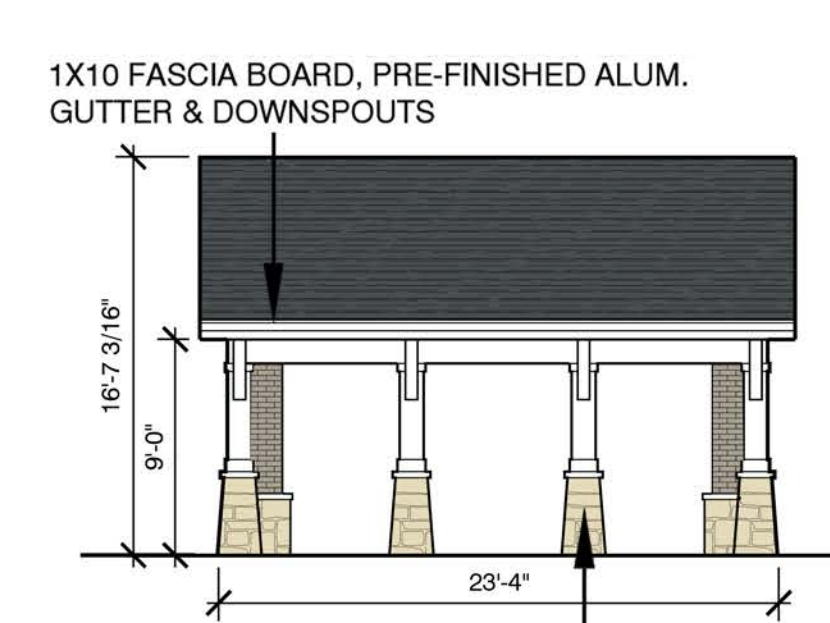 1X10 FASCIA BOARD, PRE-FINISHED ALUM.
GUTTER & DOWNSPOUTS
16'-7 3/16"
9'-0"
23'-4"